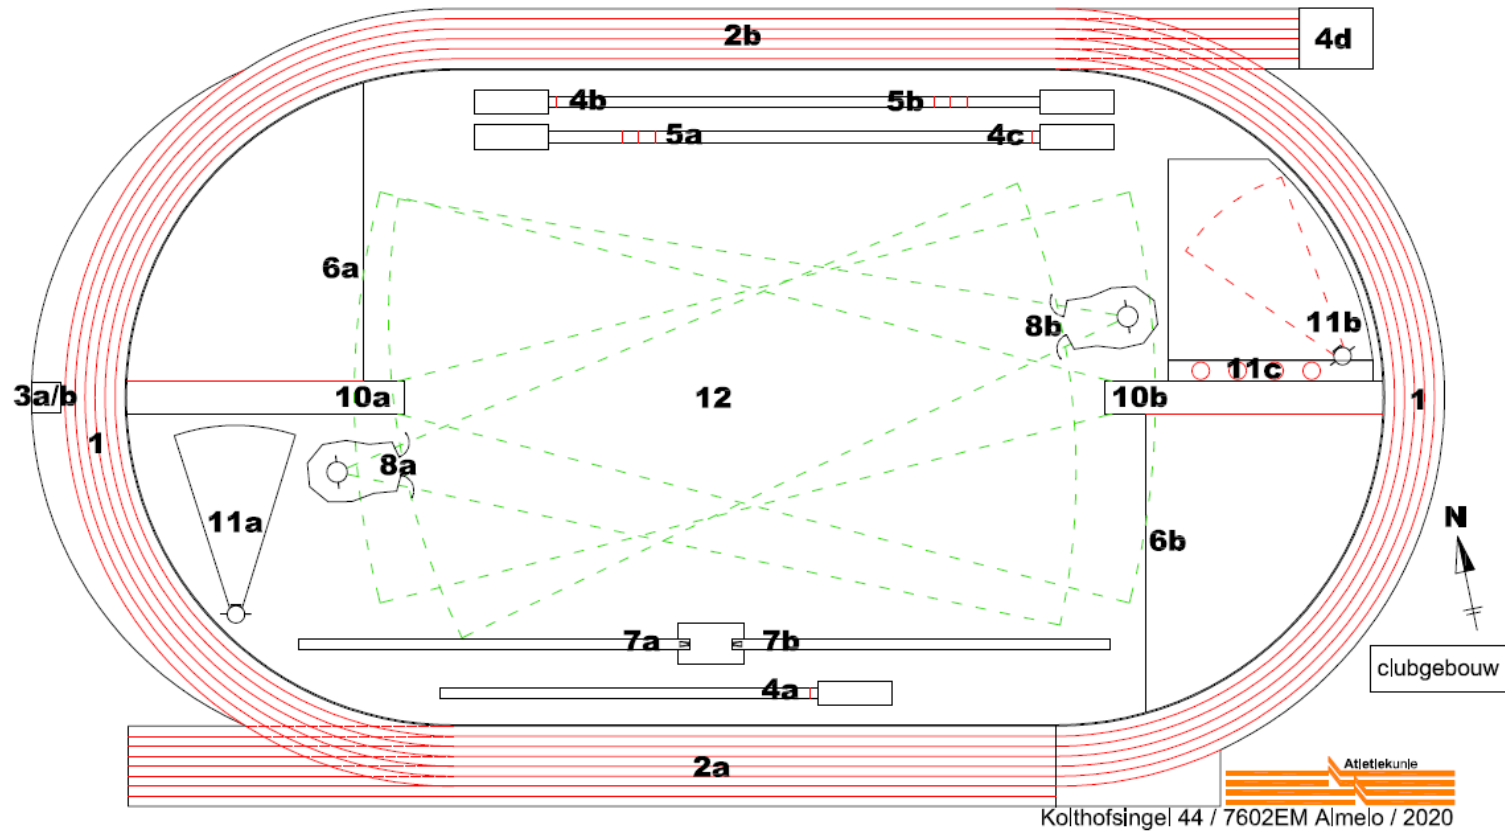 2b
4d
4b
5b
5a
4c
6a
8b
11b
11c
3a/b
10a
12
10b
1
1
8a
11a
N
6b
7a
7b
clubgebouw
4a
2a
Atletiekunie
Kolthofsingel 44 / 7602EM Almelo / 2020